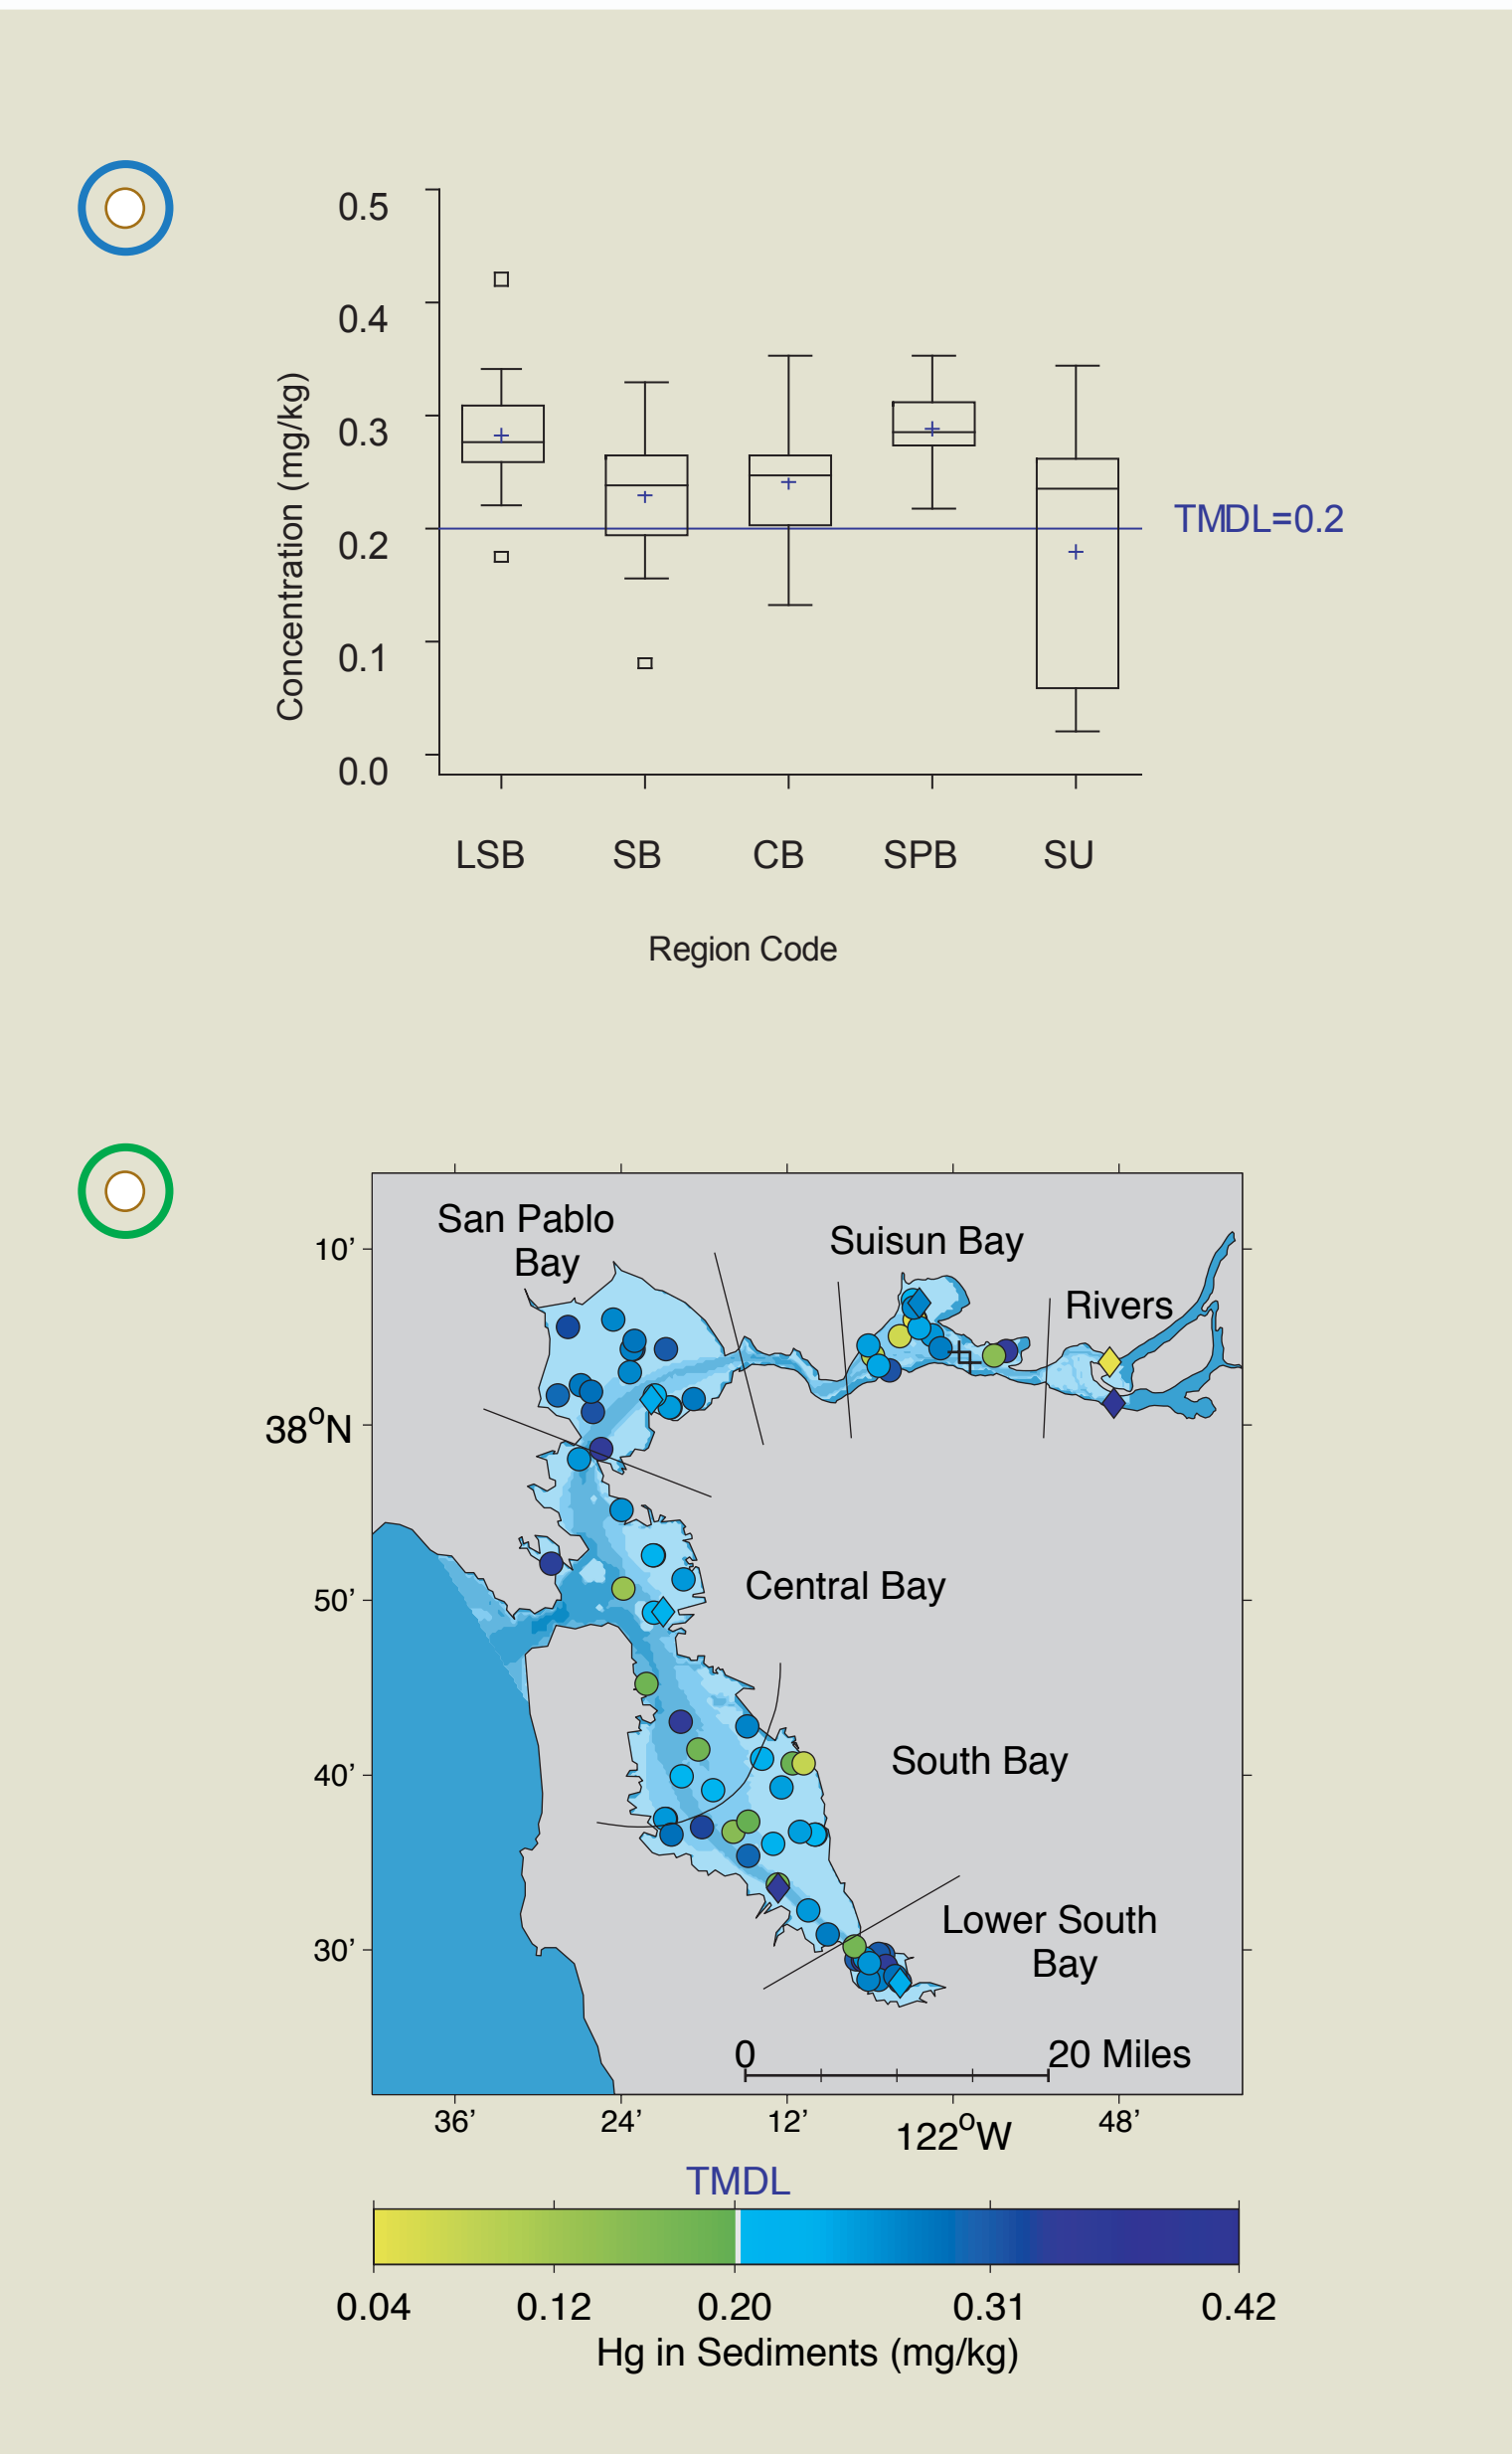 0.5
0.4
0.3
0.2
0.1
0.0
Concentration (mg/kg)
TMDL=0.2
LSB SB CB SPB SU
Region Code
San Pablo
Bay
Suisun Bay
Rivers
Central Bay
South Bay
Lower South
Bay
10’
38°N
50’
40’
30’
0 20 Miles
36’ 24’ 12’ 122°W 48’
TMDL
0.04 0.12 0.20 0.31 0.42
Hg in Sediments (mg/kg)